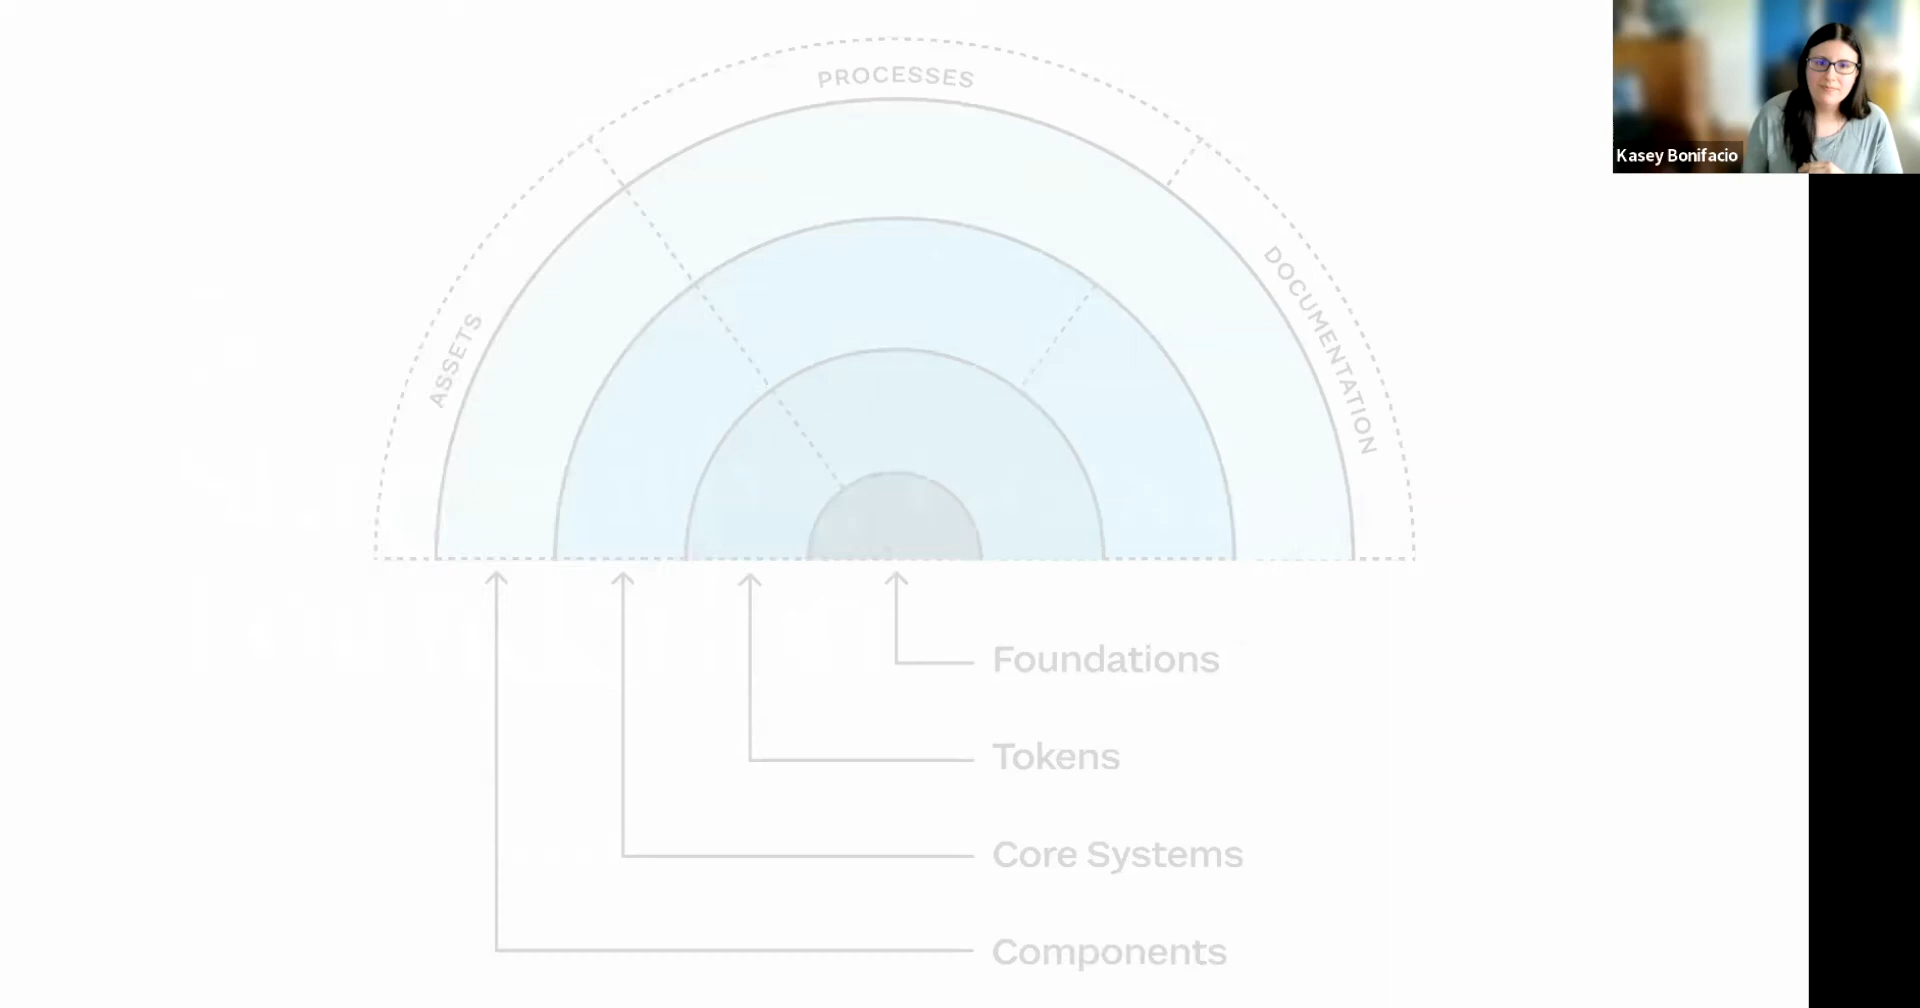 PROCESSES
Kasey Bonifacio
ASSETS
DOCUMENTATION
Foundations
Tokens
Core Systems
Components